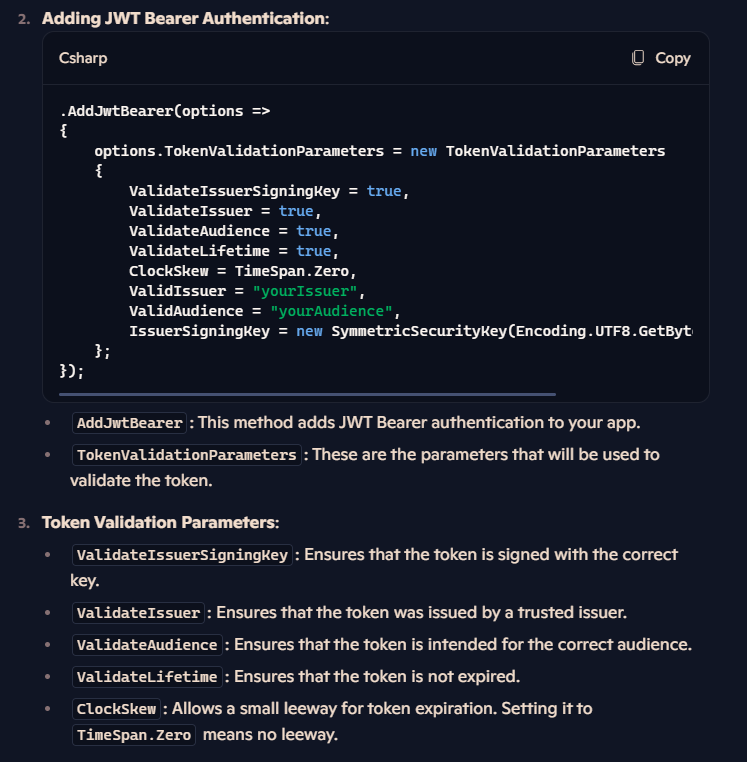 2. Adding JWT Bearer Authentication:
Csharp
Copy
.AddJwtBearer(options =>
{
    options.TokenValidationParameters = new TokenValidationParameters
    {
        ValidateIssuerSigningKey = true,
        ValidateIssuer = true,
        ValidateAudience = true,
        ValidateLifetime = true,
        ClockSkew = TimeSpan.Zero,
        ValidIssuer = "yourIssuer",
        ValidAudience = "yourAudience",
        IssuerSigningKey = new SymmetricSecurityKey(Encoding.UTF8.GetByt
    };
});
• AddJwtBearer : This method adds JWT Bearer authentication to your app.
• TokenValidationParameters : These are the parameters that will be used to
validate the token.
3. Token Validation Parameters:
• ValidateIssuerSigningKey : Ensures that the token is signed with the correct
key.
• ValidateIssuer : Ensures that the token was issued by a trusted issuer.
• ValidateAudience : Ensures that the token is intended for the correct audience.
• ValidateLifetime : Ensures that the token is not expired.
• ClockSkew : Allows a small leeway for token expiration. Setting it to
TimeSpan.Zero means no leeway.